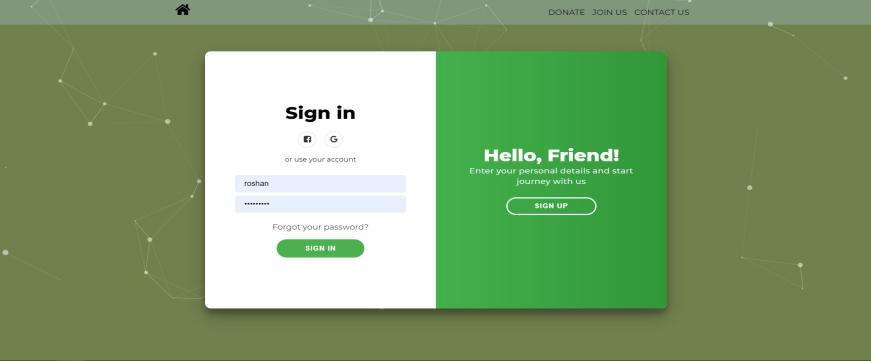 DONATE JOIN US CONTACT US
Sign in
G
or use your account
roshan
•••••••••
Forgot your password?
SIGN IN
Hello, Friend!
Enter your personal details and start
journey with us
SIGN UP